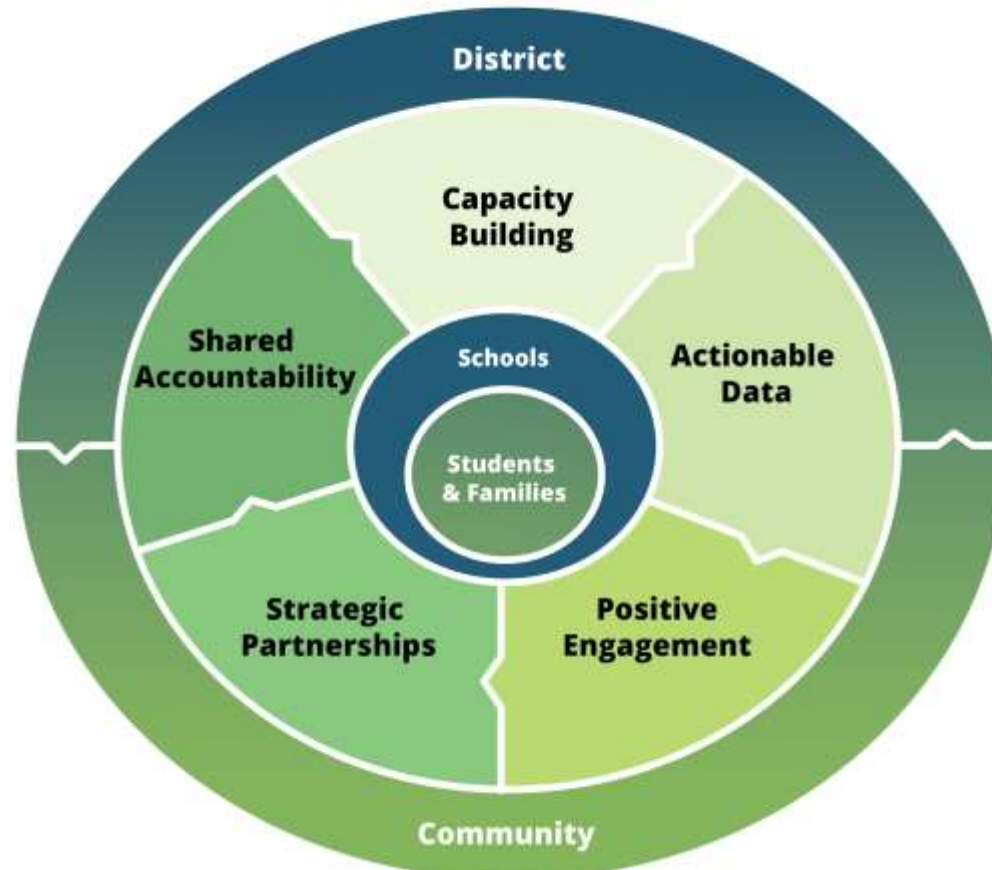 District
Capacity
Building
Shared
Accountability
Schools
Actionable
Data
Students
& Families
Strategic
Partnerships
Positive
Engagement
Community